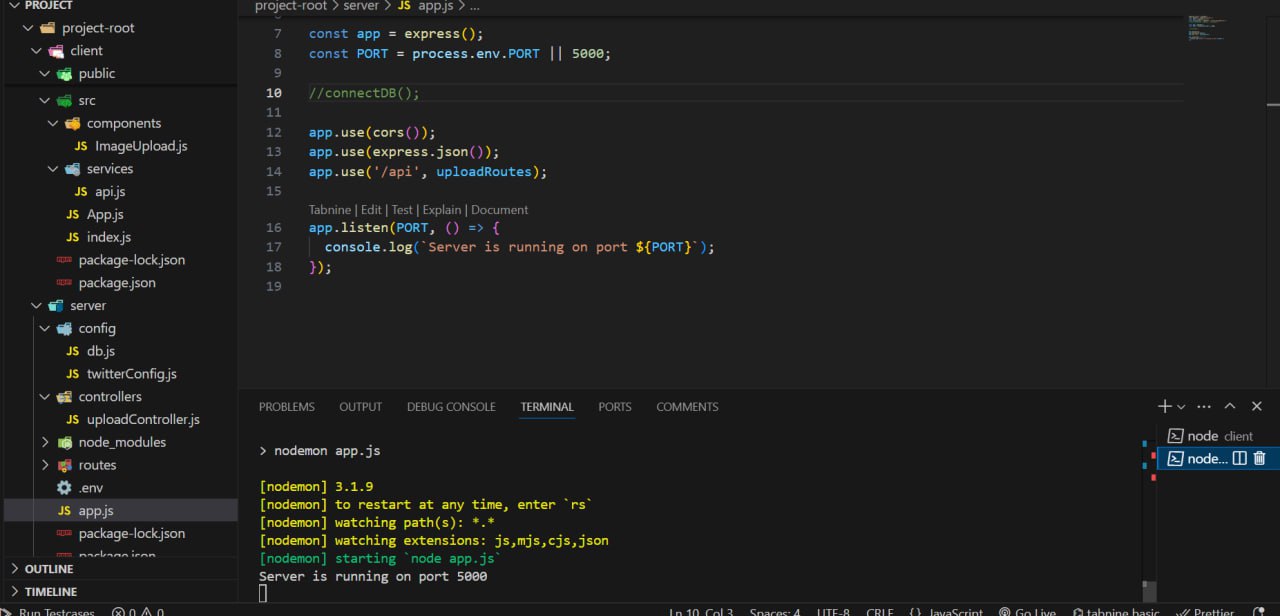 PROJECT
project-root
client
public
src
components
JS ImageUpload.js
services
JS api.js
JS App.js
JS index.js
package-lock.json
package.json
server
config
JS db.js
JS twitterConfig.js
controllers
JS uploadController.js
node_modules
routes
.env
JS app.js
package-lock.json
package.json
OUTLINE
TIMELINE
project-root > server > JS app.js > ...
7 const app = express();
8 const PORT = process.env.PORT || 5000;
9
10 //connectDB();
11
12 app.use(cors());
13 app.use(express.json());
14 app.use('/api', uploadRoutes);
15
Tabnine | Edit | Test | Explain | Document
16 app.listen(PORT, () => {
17 console.log(`Server is running on port ${PORT}`);
18 });
19
PROBLEMS OUTPUT DEBUG CONSOLE TERMINAL PORTS COMMENTS
> nodemon app.js
[nodemon] 3.1.9
[nodemon] to restart at any time, enter `rs`
[nodemon] watching path(s): *.*
[nodemon] watching extensions: js,mjs,cjs,json
[nodemon] starting `node app.js`
Server is running on port 5000
node client
node...
Run Testcases 0 0 Ln 10, Col 3 Spaces: 4 UTF-8 CRLF {} JavaScript Go Live tabnine basic Prettier